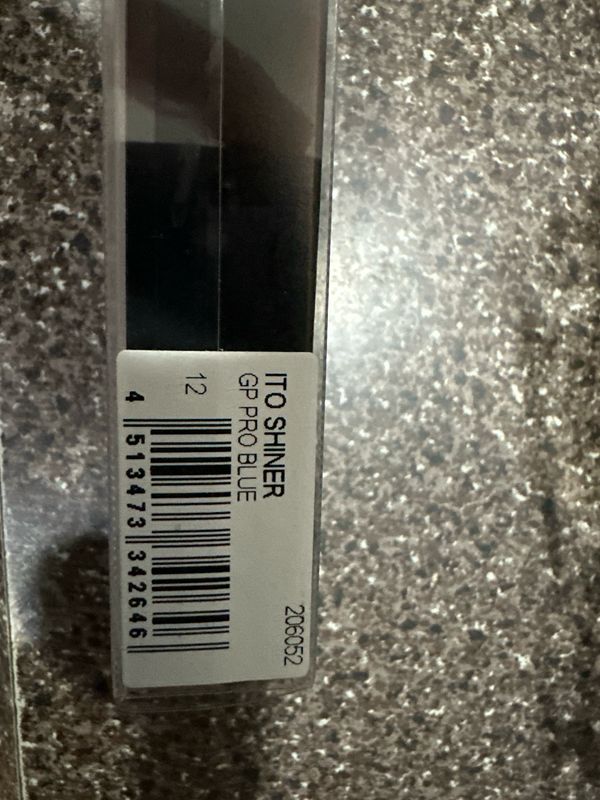 ITO SHINER
GP PRO BLUE
12
4 513473 342646
206052